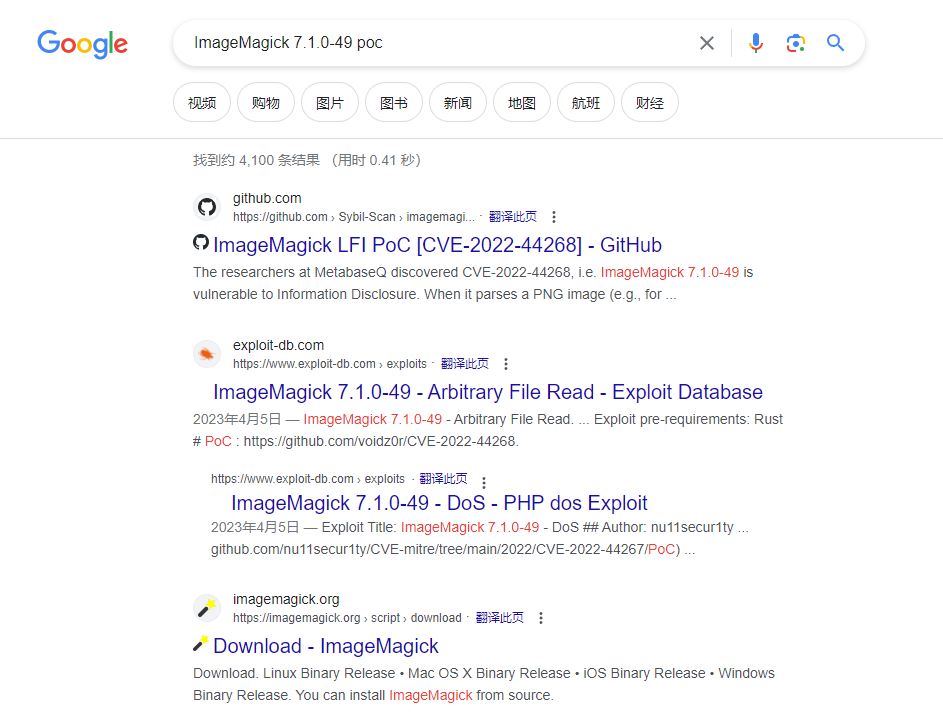 Google
ImageMagick 7.1.0-49 poc
视频 购物 图片 图书 新闻 地图 航班 财经
找到约 4,100 条结果 （用时 0.41 秒）
github.com
https://github.com › Sybil-Scan › imagemagi... · 翻译此页
ImageMagick LFI PoC [CVE-2022-44268] - GitHub
The researchers at MetabaseQ discovered CVE-2022-44268, i.e. ImageMagick 7.1.0-49 is
vulnerable to Information Disclosure. When it parses a PNG image (e.g., for ...
exploit-db.com
https://www.exploit-db.com › exploits · 翻译此页
ImageMagick 7.1.0-49 - Arbitrary File Read - Exploit Database
2023年4月5日 — ImageMagick 7.1.0-49 - Arbitrary File Read. ... Exploit pre-requirements: Rust
# PoC : https://github.com/voidz0r/CVE-2022-44268.
https://www.exploit-db.com › exploits · 翻译此页
ImageMagick 7.1.0-49 - DoS - PHP dos Exploit
2023年4月5日 — Exploit Title: ImageMagick 7.1.0-49 - DoS ## Author: nu11secur1ty ...
github.com/nu11secur1ty/CVE-mitre/tree/main/2022/CVE-2022-44267/PoC) ...
imagemagick.org
https://imagemagick.org › script › download · 翻译此页
Download - ImageMagick
Download. Linux Binary Release • Mac OS X Binary Release • iOS Binary Release • Windows
Binary Release. You can install ImageMagick from source.